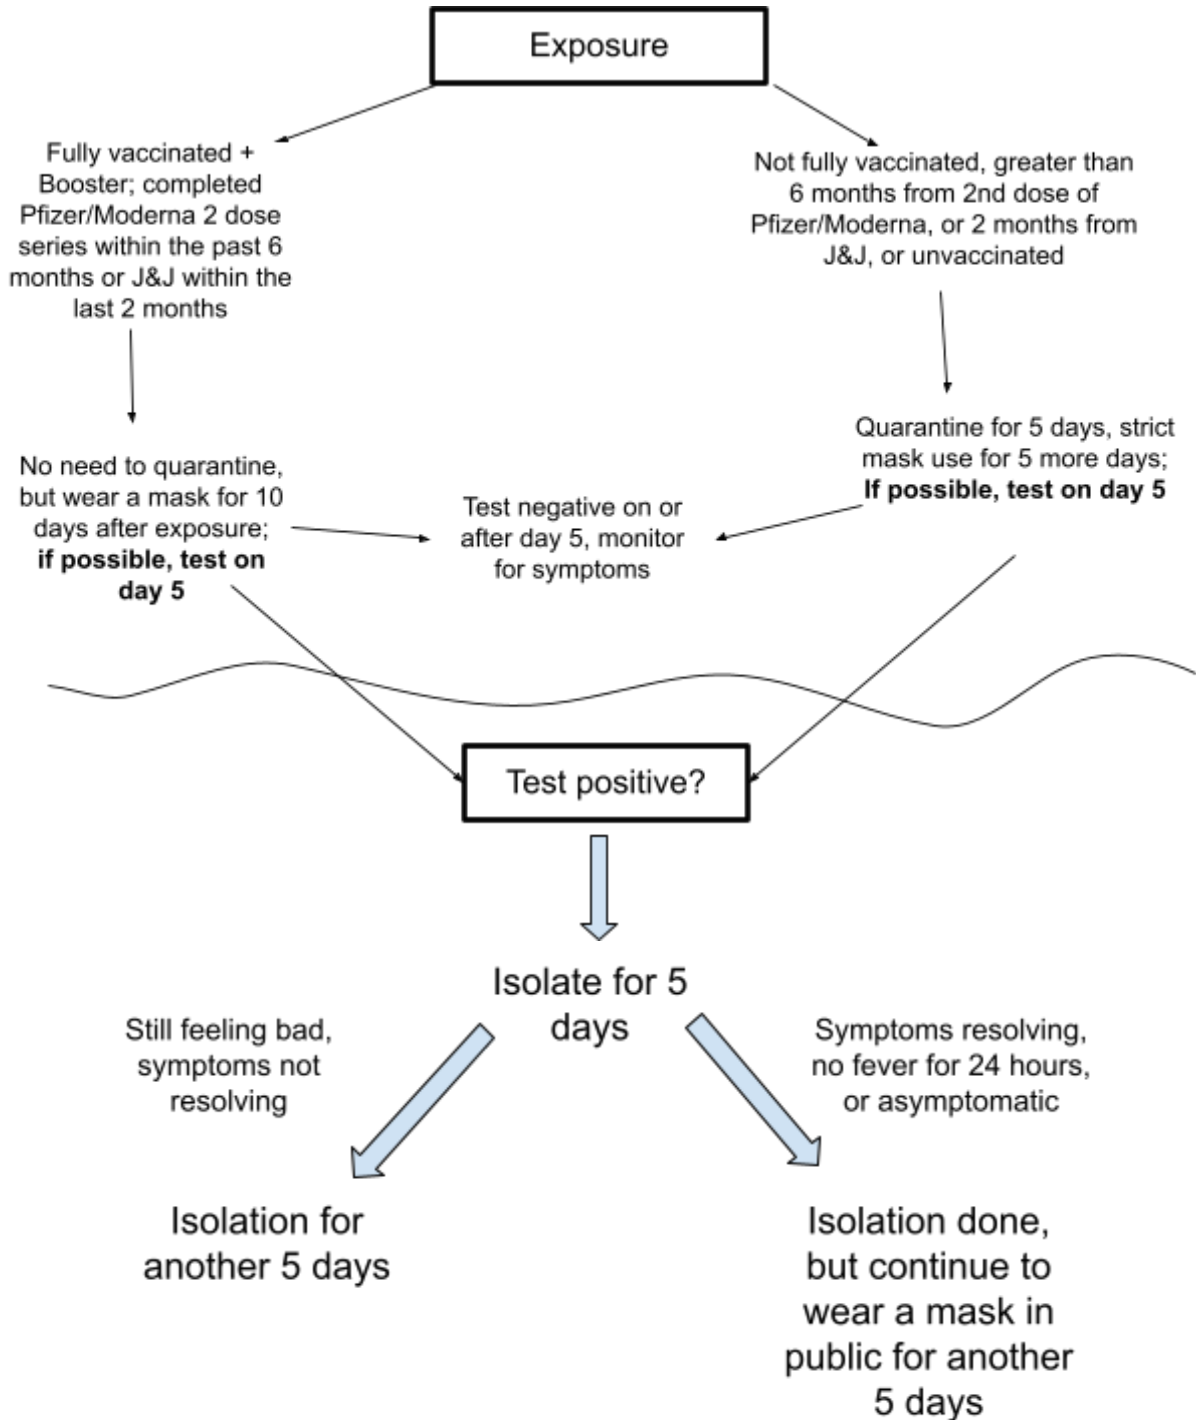 Exposure
Fully vaccinated +
Booster; completed
Pfizer/Moderna 2 dose
series within the past 6
months or J&J within the
last 2 months
Not fully vaccinated, greater than
6 months from 2nd dose of
Pfizer/Moderna, or 2 months from
J&J, or unvaccinated
No need to quarantine,
but wear a mask for 10
days after exposure;
if possible, test on
day 5
Test negative on or
after day 5, monitor
for symptoms
Quarantine for 5 days, strict
mask use for 5 more days;
If possible, test on day 5
Test positive?
Isolate for 5
days
Still feeling bad,
symptoms not
resolving
Symptoms resolving,
no fever for 24 hours,
or asymptomatic
Isolation for
another 5 days
Isolation done,
but continue to
wear a mask in
public for another
5 days